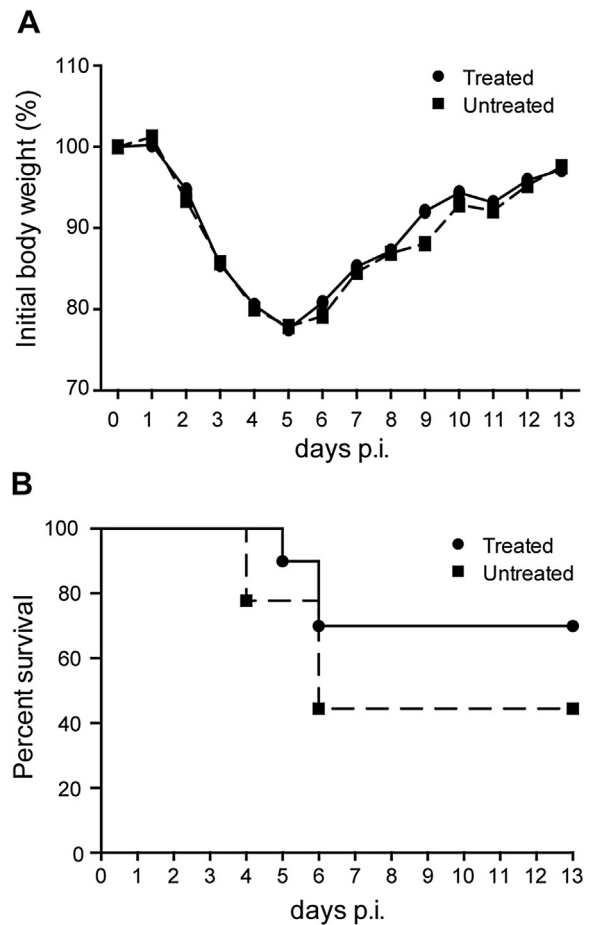 A
Initial body weight (%)
110
100
90
80
70
Treated
Untreated
0 1 2 3 4 5 6 7 8 9 10 11 12 13
days p.i.
B
Percent survival
100
80
60
40
20
0
Treated
Untreated
0 1 2 3 4 5 6 7 8 9 10 11 12 13
days p.i.